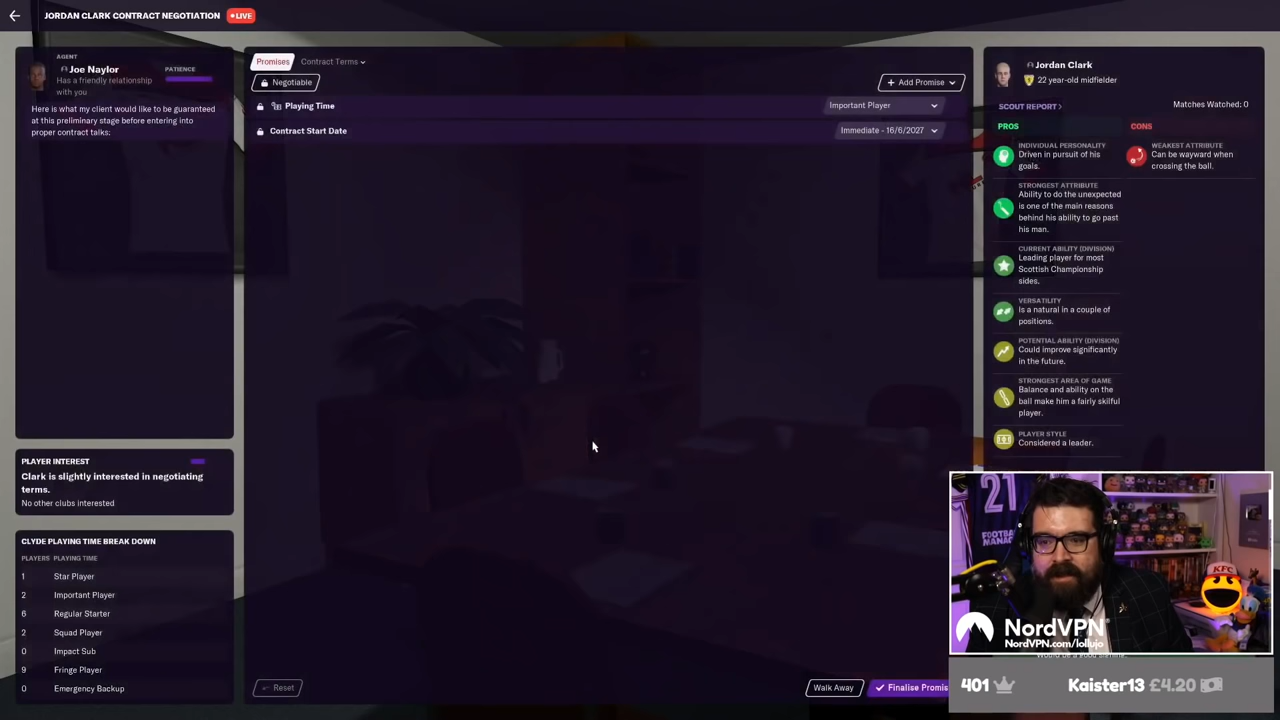 JORDAN CLARK CONTRACT NEGOTIATION
LIVE
AGENT
Joe Naylor
Has a friendly relationship
with you
PATIENCE
Here is what my client would like to be guaranteed
at this preliminary stage before entering into
proper contract talks:
PLAYER INTEREST
Clark is slightly interested in negotiating
terms.
No other clubs interested
CLYDE PLAYING TIME BREAK DOWN
PLAYERS PLAYING TIME
1 Star Player
2 Important Player
6 Regular Starter
2 Squad Player
0 Impact Sub
9 Fringe Player
0 Emergency Backup
Promises Contract Terms
Negotiable
Add Promise
Playing Time Important Player
Contract Start Date Immediate - 16/6/2027
Reset
Walk Away
Finalise Promis
Jordan Clark
22 year-old midfielder
SCOUT REPORT
Matches Watched: 0
PROS
INDIVIDUAL PERSONALITY
Driven in pursuit of his
goals.
STRONGEST ATTRIBUTE
Ability to do the unexpected
is one of the main reasons
behind his ability to go past
his man.
CURRENT ABILITY (DIVISION)
Leading player for most
Scottish Championship
sides.
VERSATILITY
Is a natural in a couple of
positions.
POTENTIAL ABILITY (DIVISION)
Could improve significantly
in the future.
STRONGEST AREA OF GAME
Balance and ability on the
ball make him a fairly skilful
player.
PLAYER STYLE
Considered a leader.
CONS
WEAKEST ATTRIBUTE
Can be wayward when
crossing the ball.
21
FOOTBALL
KFC
NordVPN®
NordVPN.com/lollujo
401
Kaister13 £4.20